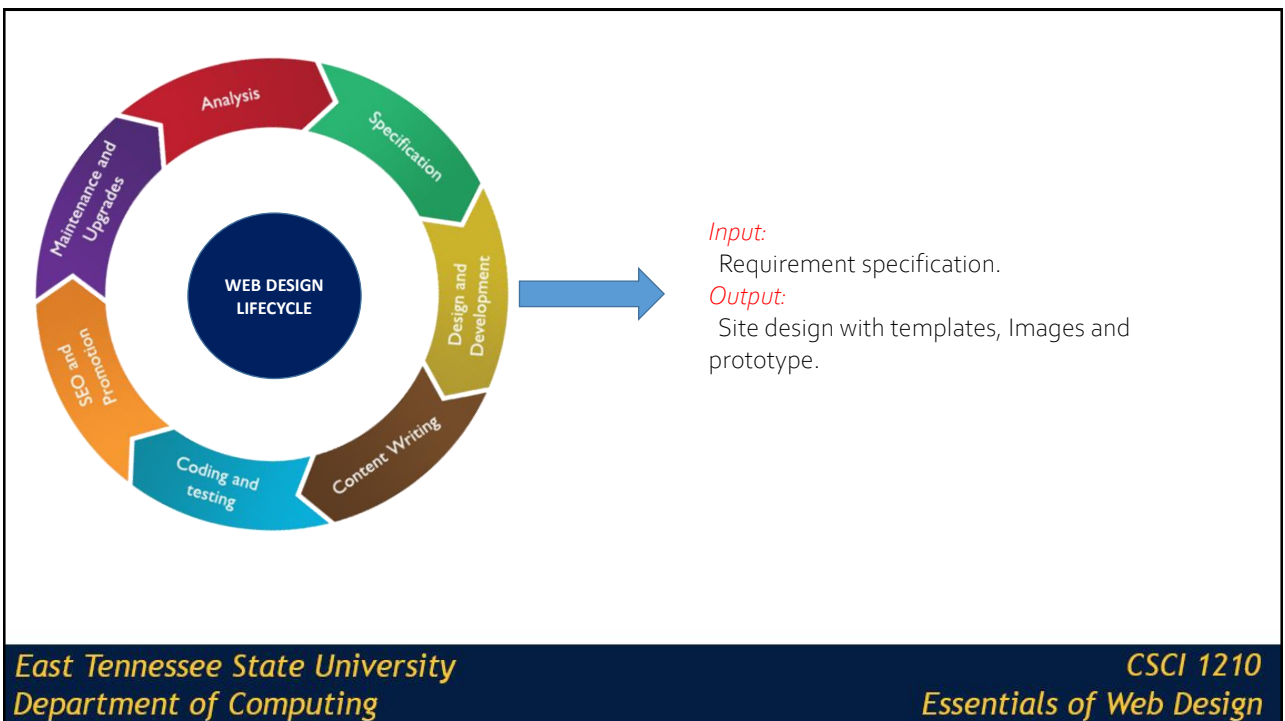 Analysis
Specification
Design and
Development
Content Writing
Coding and
testing
SEO and
Promotion
Maintenance and
Upgrades
WEB DESIGN
LIFECYCLE
Input:
Requirement specification.
Output:
Site design with templates, Images and
prototype.
East Tennessee State University
Department of Computing
CSCI 1210
Essentials of Web Design